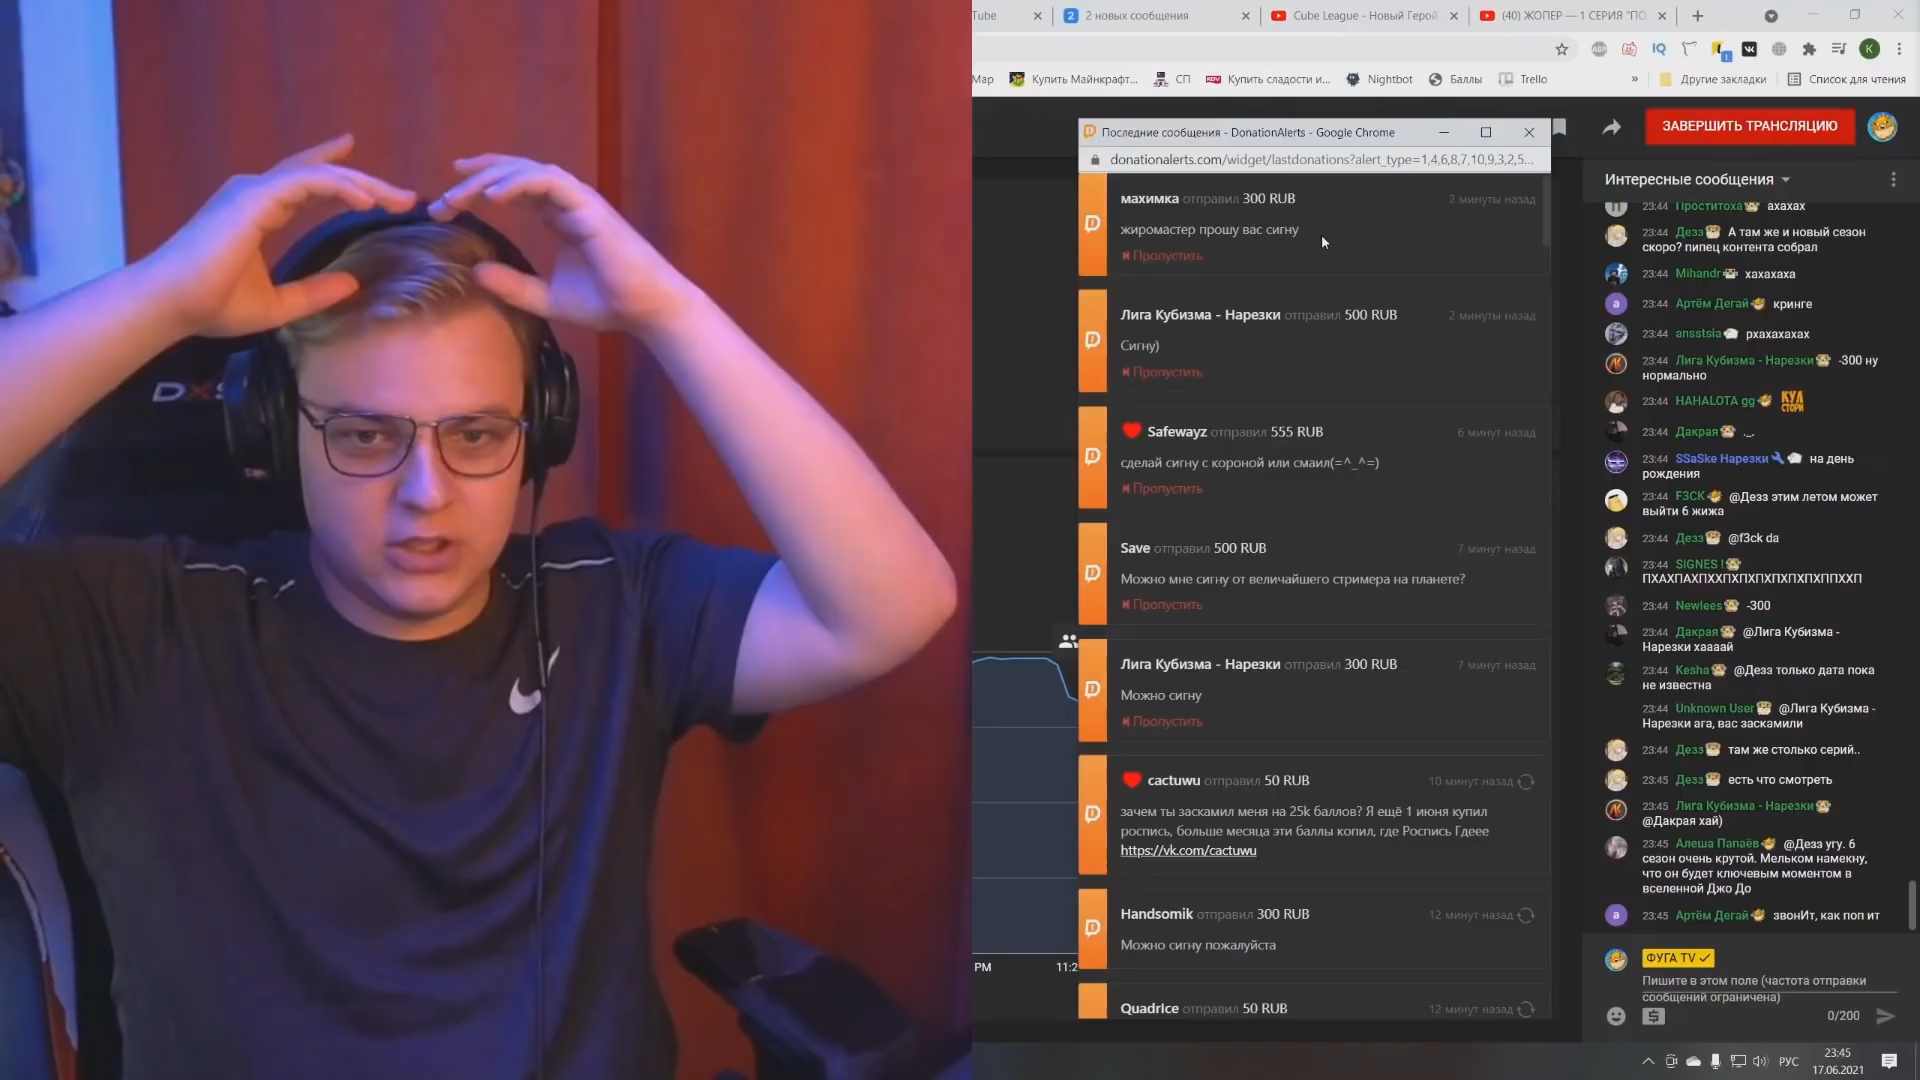 Tube
2 новых сообщения
Cube League - Новый Герой
(40) ЖОПЕР — 1 СЕРИЯ "ПО
Мар
Купить Майнкрафт...
СП
Купить сладости и...
Nightbot
Баллы
Trello
»
Другие закладки
Список для чтения
ЗАВЕРШИТЬ ТРАНСЛЯЦИЮ
Последние сообщения - DonationAlerts - Google Chrome
donationalerts.com/widget/lastdonations?alert_type=1,4,6,8,7,10,9,3,2,5...
махимка отправил 300 RUB 2 минуты назад
жиромастер прошу вас сигну
Пропустить
Лига Кубизма - Нарезки отправил 500 RUB 2 минуты назад
Сигну)
Пропустить
Safewayz отправил 555 RUB 6 минут назад
сделай сигну с короной или смаил(=^_^=)
Пропустить
Save отправил 500 RUB 7 минут назад
Можно мне сигну от величайшего стримера на планете?
Пропустить
Лига Кубизма - Нарезки отправил 300 RUB 7 минут назад
Можно сигну
Пропустить
cactuwu отправил 50 RUB 10 минут назад
зачем ты заскамил меня на 25k баллов? Я ещё 1 июня купил
роспись, больше месяца эти баллы копил, где Роспись Гдеее
https://vk.com/cactuwu
Handsomik отправил 300 RUB 12 минут назад
Можно сигну пожалуйста
Quadrice отправил 50 RUB 12 минут назад
PM
11:2
Интересные сообщения
23:44 Проститоха ахахах
23:44 Дезз А там же и новый сезон
скоро? пипец контента собрал
23:44 Mihandr хахахаха
23:44 Артём Дегай кринге
23:44 ansstsia рхахахахах
23:44 Лига Кубизма - Нарезки -300 ну
нормально
23:44 HAHALOTA gg КУЛ
СТОРИ
23:44 Дакрая ._.
23:44 SSaSke Нарезки на день
рождения
23:44 F3CK @Дезз этим летом может
выйти 6 жижа
23:44 Дезз @f3ck da
23:44 SIGNES !
ПХАХПАХПХХПХПХПХПХПХПХППХХП
23:44 Newlees -300
23:44 Дакрая @Лига Кубизма -
Нарезки хаааай
23:44 Kesha @Дезз только дата пока
не известна
23:44 Unknown User @Лига Кубизма -
Нарезки ага, вас заскамили
23:44 Дезз там же столько серий..
23:45 Дезз есть что смотреть
23:45 Лига Кубизма - Нарезки
@Дакрая хай)
23:45 Алеша Папаёв @Дезз угу. 6
сезон очень крутой. Мельком намекну,
что он будет ключевым моментом в
вселенной Джо До
23:45 Артём Дегай звонИт, как поп ит
ФУГА TV
Пишите в этом поле (частота отправки
сообщений ограничена)
0/200
РУС
23:45
17.06.2021